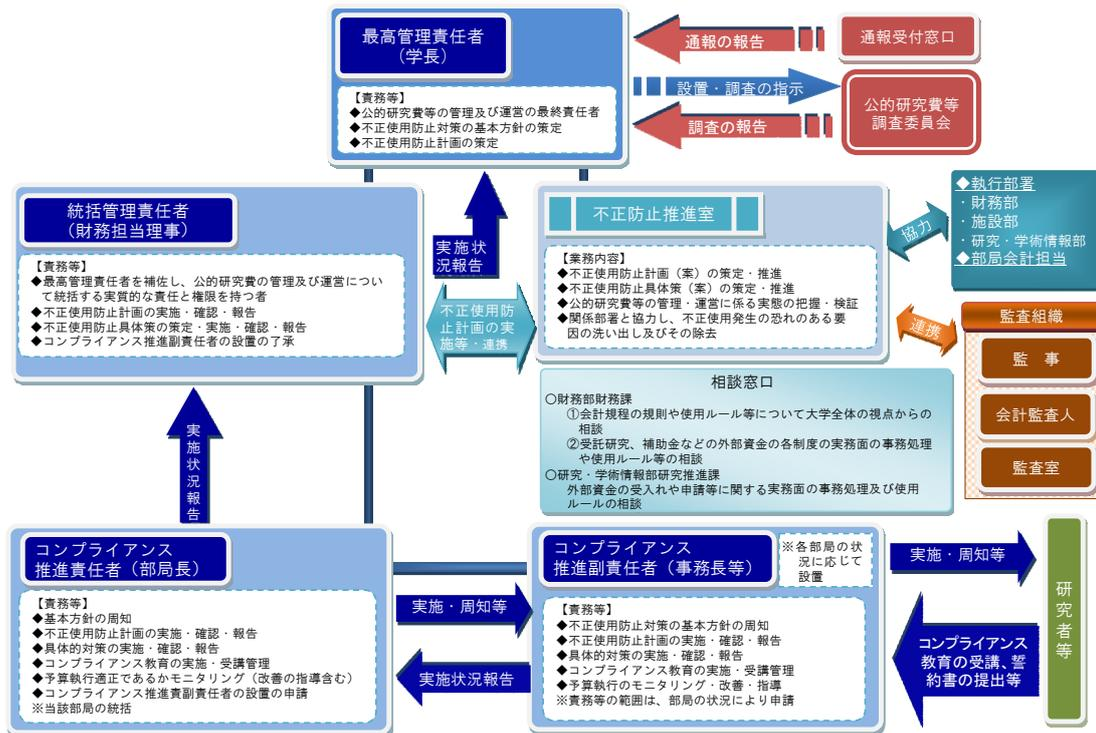 最高管理責任者
（学長）
【責務等】
◆公的研究費等の管理及び運営の最終責任者
◆不正使用防止対策の基本方針の策定
◆不正使用防止計画の策定
通報の報告
通報受付窓口
設置・調査の指示
調査の報告
公的研究費等
調査委員会
統括管理責任者
（財務担当理事）
【責務等】
◆最高管理責任者を補佐し、公的研究費の管理及び運営につい
て統括する実質的な責任と権限を持つ者
◆不正使用防止計画の実施・確認・報告
◆不正使用防止具体策の策定・実施・確認・報告
◆コンプライアンス推進副責任者の設置の了承
実施状
況報告
不正使用防
止計画の実
施等・連携
不正防止推進室
【業務内容】
◆不正使用防止計画（案）の策定・推進
◆不正使用防止具体策（案）の策定・推進
◆公的研究費等の管理・運営に係る実態の把握・検証
◆関係部署と協力し、不正使用発生の恐れのある要
因の洗い出し及びその除去
協力
◆執行部署
・財務部
・施設部
・研究・学術情報部
◆部局会計担当
連携
監査組織
監　事
会計監査人
監査室
相談窓口
○財務部財務課
①会計規程の規則や使用ルール等について大学全体の視点からの
相談
②受託研究、補助金などの外部資金の各制度の実務面の事務処理
や使用ルール等の相談
○研究・学術情報部研究推進課
外部資金の受入れや申請等に関する実務面の事務処理及び使用
ルールの相談
実施状況報告
コンプライアンス
推進責任者（部局長）
【責務等】
◆基本方針の周知
◆不正使用防止計画の実施・確認・報告
◆具体的対策の実施・確認・報告
◆コンプライアンス教育の実施・受講管理
◆予算執行適正であるかモニタリング（改善の指導含む）
◆コンプライアンス推進責副責任者の設置の申請
※当該部局の統括
実施・周知等
実施状況報告
コンプライアンス
推進副責任者（事務長等）
※各部局の状
況に応じて
設置
【責務等】
◆不正使用防止対策の基本方針の周知
◆不正使用防止計画の実施・確認・報告
◆具体的対策の実施・確認・報告
◆コンプライアンス教育の実施・受講管理
◆予算執行のモニタリング・改善・指導
※責務等の範囲は、部局の状況により申請
実施・周知等
コンプライアンス
教育の受講、誓
約書の提出等
研究者等